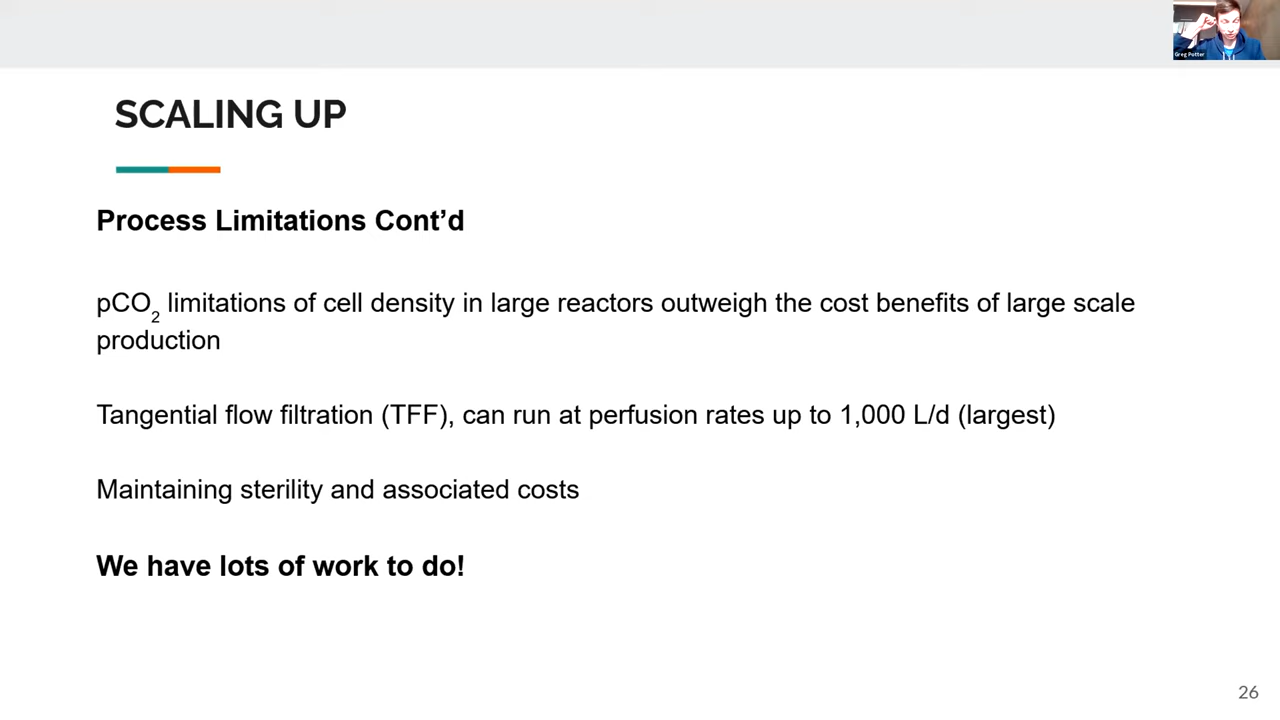 Greg Potter
SCALING UP
Process Limitations Cont’d
pCO₂ limitations of cell density in large reactors outweigh the cost benefits of large scale
production
Tangential flow filtration (TFF), can run at perfusion rates up to 1,000 L/d (largest)
Maintaining sterility and associated costs
We have lots of work to do!
26